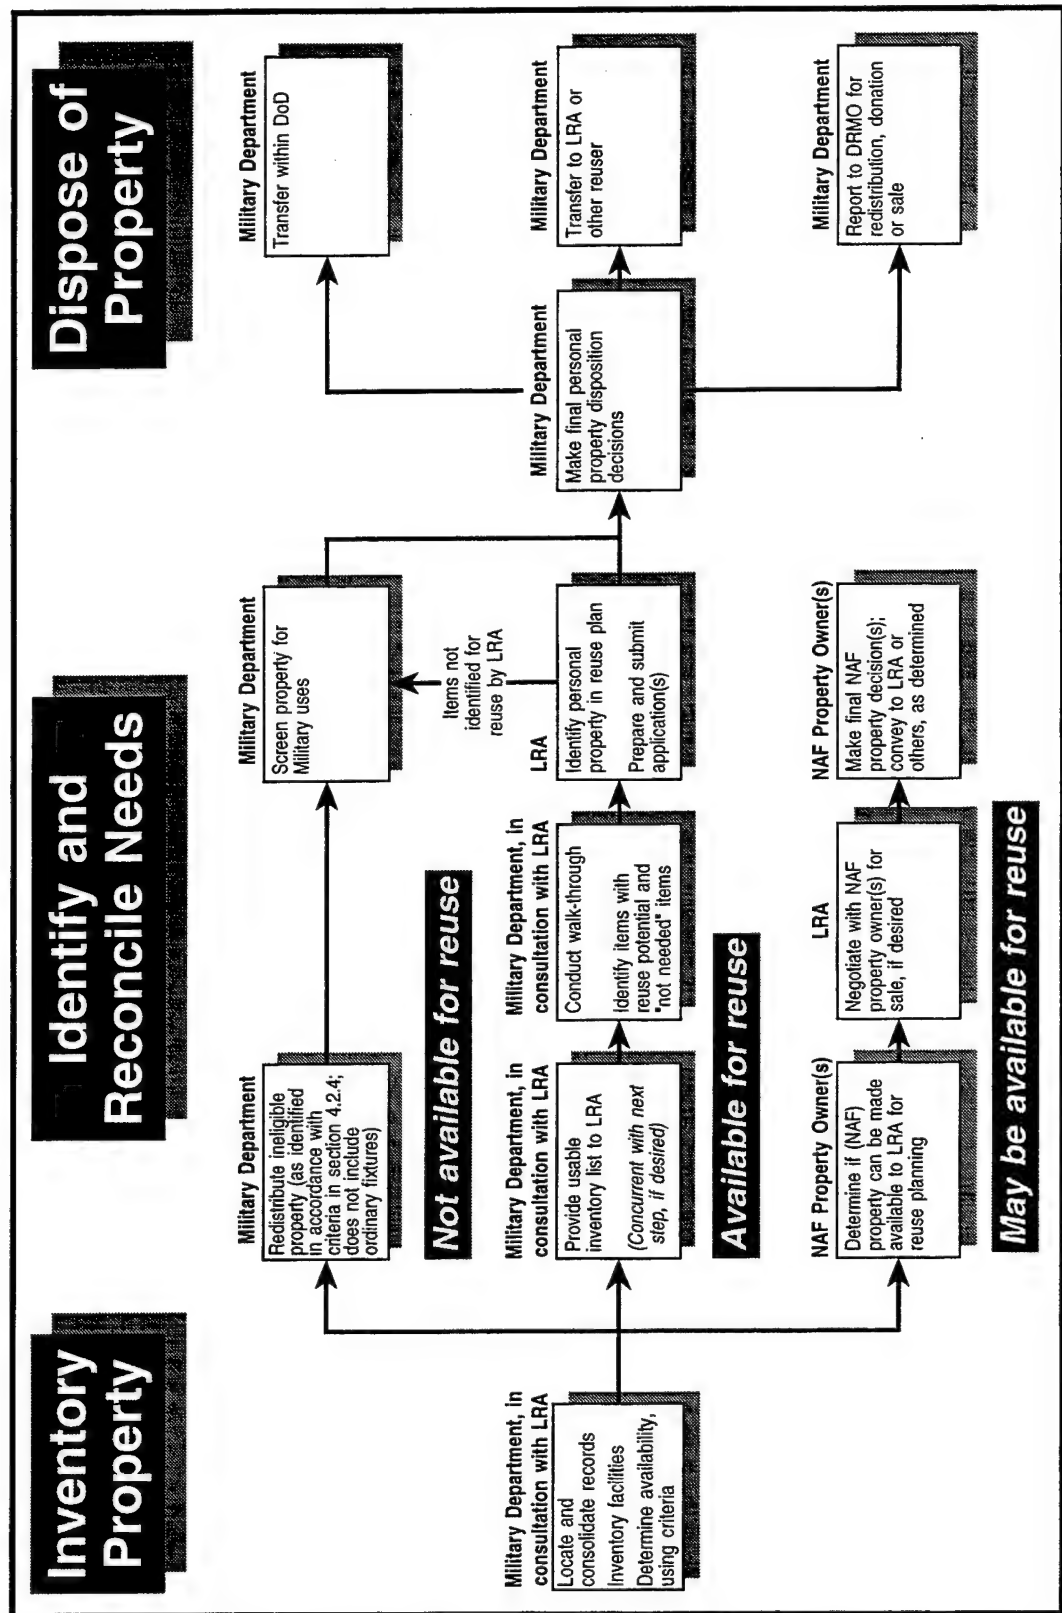 Inventory
Property
Identify and
Reconcile Needs
Dispose of
Property
Military Department, in
consultation with LRA
Locate and
consolidate records
Inventory facilities
Determine availability,
using criteria
Military Department
Redistribute ineligible
property (as identified
in accordance with
criteria in section 4.2.4;
does not include
ordinary fixtures)
Military Department
Screen property for
Military uses
Not available for reuse
Military Department, in
consultation with LRA
Provide usable
inventory list to LRA
(Concurrent with next
step, if desired)
Military Department, in
consultation with LRA
Conduct walk-through
Identify items with
reuse potential and
"not needed" items
LRA
Identify personal
property in reuse plan
Prepare and submit
application(s)
Items not
identified for
reuse by LRA
Available for reuse
NAF Property Owner(s)
Determine if (NAF)
property can be made
available to LRA for
reuse planning
LRA
Negotiate with NAF
property owner(s) for
sale, if desired
NAF Property Owner(s)
Make final NAF
property decision(s);
convey to LRA or
others, as determined
May be available for reuse
Military Department
Make final personal
property disposition
decisions
Military Department
Transfer within DoD
Military Department
Transfer to LRA or
other reuser
Military Department
Report to DRMO for
redistribution, donation
or sale